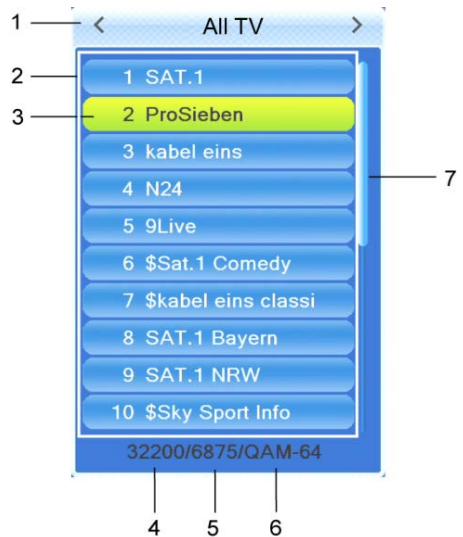 1 < All TV >
2 1 SAT.1
3 2 ProSieben
3 kabel eins
7
4 N24
5 9Live
6 $Sat.1 Comedy
7 $kabel eins classi
8 SAT.1 Bayern
9 SAT.1 NRW
10 $Sky Sport Info
32200/6875/QAM-64
4 5 6